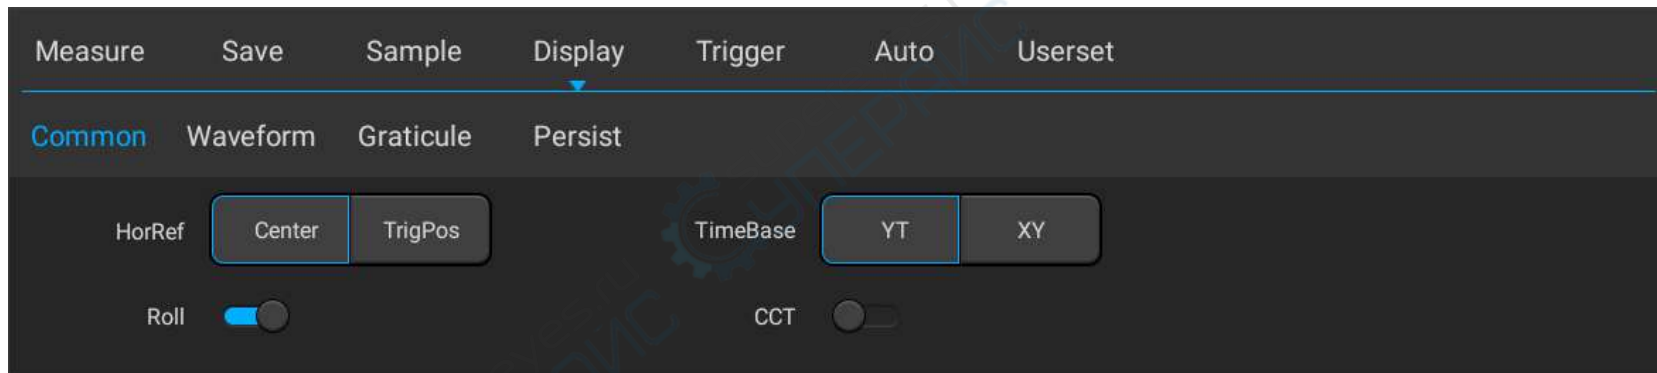 Measure Save Sample Display Trigger Auto Userset
Common Waveform Graticule Persist
HorRef Center TrigPos TimeBase YT XY
Roll CCT
СУПЕРАЙС